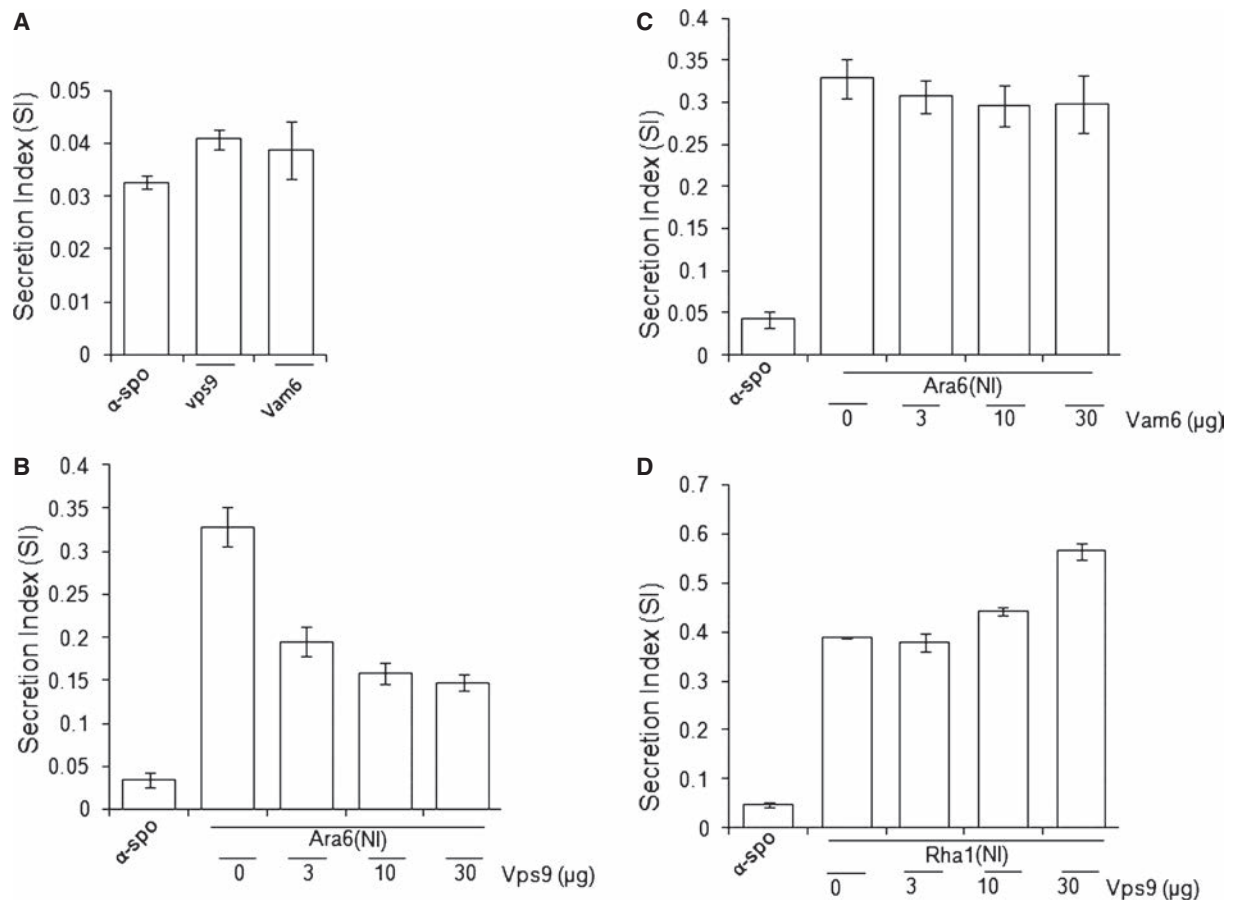 A
Secretion Index (SI)
0.05
0.04
0.03
0.02
0.01
0
α-spo
vps9
Vam6
B
Secretion Index (SI)
0.4
0.35
0.3
0.25
0.2
0.15
0.1
0.05
0
α-spo
Ara6(NI)
0 3 10 30 Vps9 (µg)
C
Secretion Index (SI)
0.4
0.35
0.3
0.25
0.2
0.15
0.1
0.05
0
α-spo
Ara6(NI)
0 3 10 30 Vam6 (µg)
D
Secretion Index (SI)
0.7
0.6
0.5
0.4
0.3
0.2
0.1
0
α-spo
Rha1(NI)
0 3 10 30 Vps9 (µg)